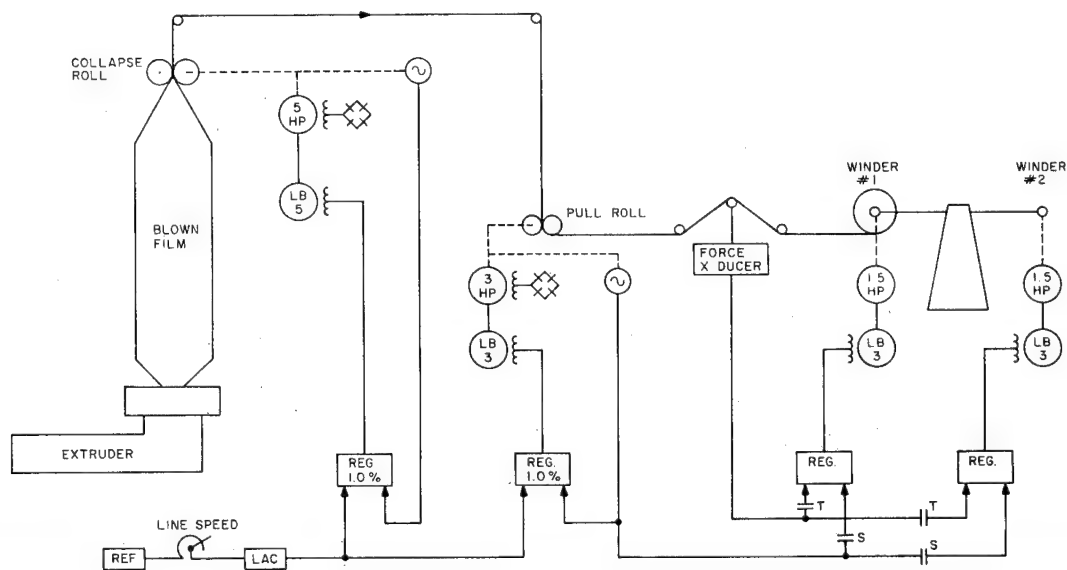 COLLAPSE
ROLL
5
HP
LB
5
BLOWN
FILM
EXTRUDER
PULL ROLL
3
HP
LB
3
FORCE
X DUCER
WINDER
#1
WINDER
#2
1.5
HP
LB
3
1.5
HP
LB
3
REG.
1.0%
REG.
1.0%
REG.
REG.
T
T
S
S
LINE SPEED
REF
LAC